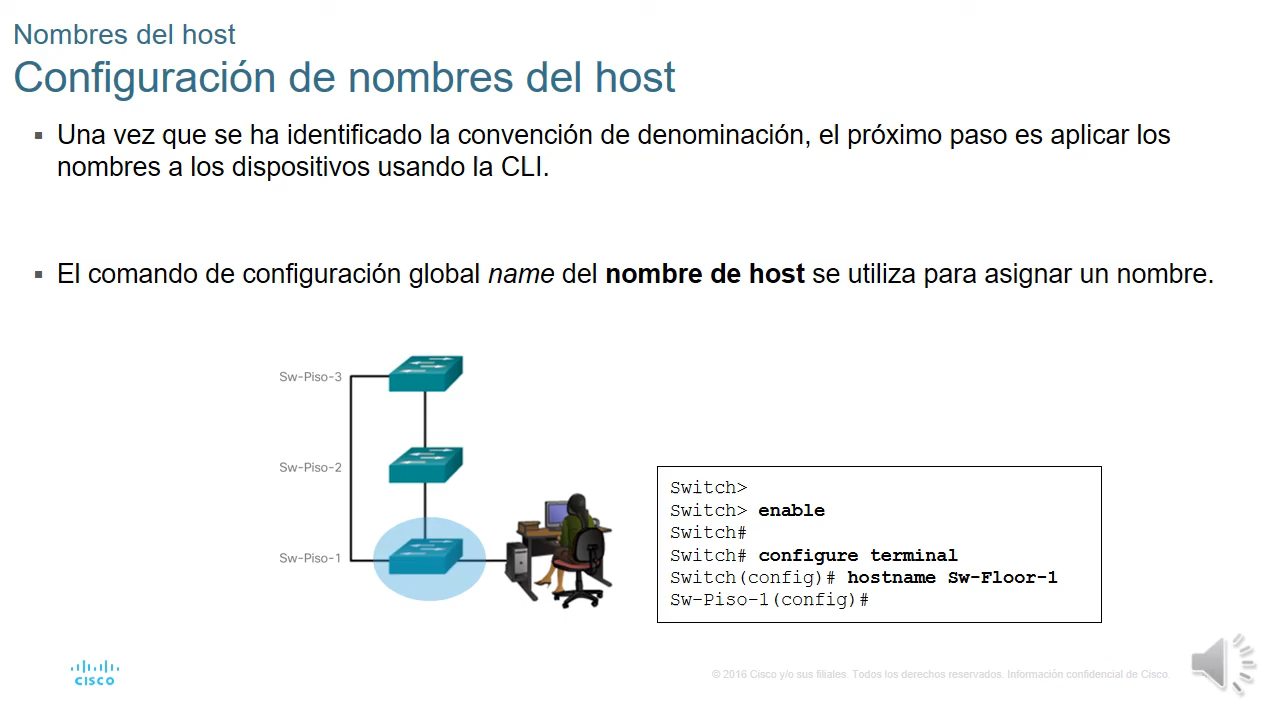 Nombres del host
Configuración de nombres del host
▪ Una vez que se ha identificado la convención de denominación, el próximo paso es aplicar los
nombres a los dispositivos usando la CLI.
▪ El comando de configuración global name del nombre de host se utiliza para asignar un nombre.
Sw-Piso-3
Sw-Piso-2
Sw-Piso-1
Switch>
Switch> enable
Switch#
Switch# configure terminal
Switch(config)# hostname Sw-Floor-1
Sw-Piso-1(config)#
CISCO
© 2016 Cisco y/o sus filiales. Todos los derechos reservados. Información confidencial de Cisco.